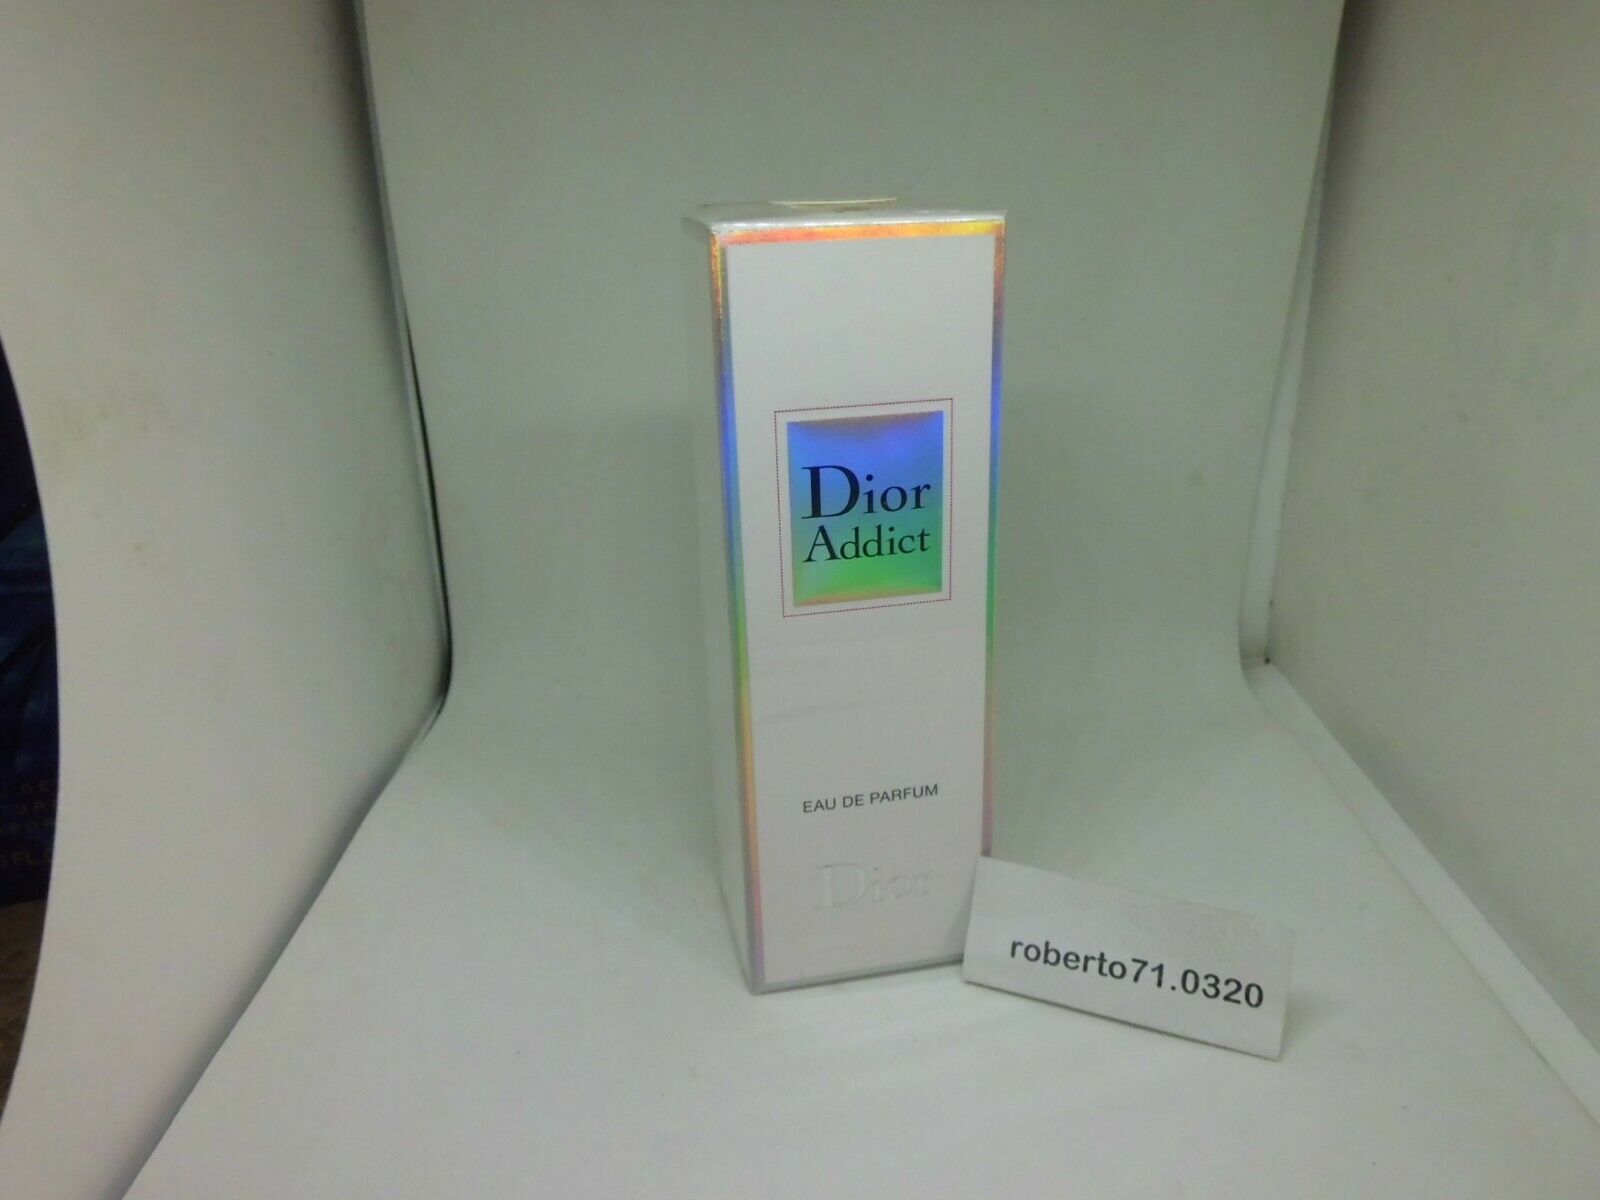 Dior
Addict
EAU DE PARFUM
Dior
roberto71.0320